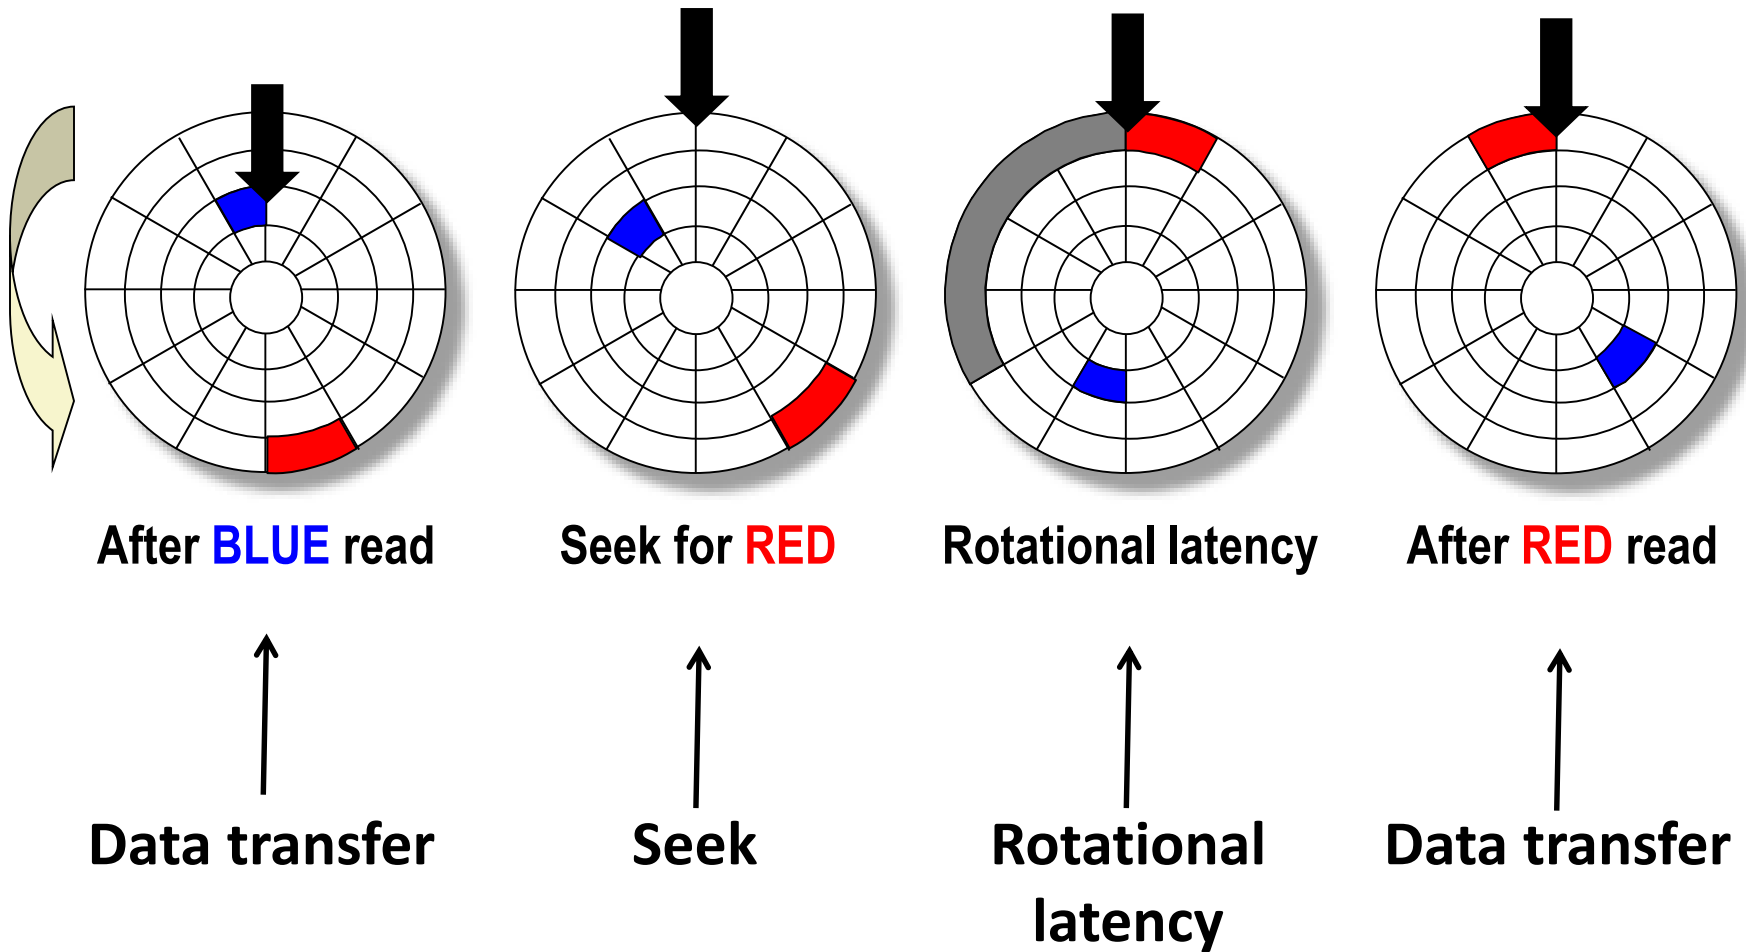 After BLUE read
Seek for RED
Rotational latency
After RED read
Data transfer
Seek
Rotational
latency
Data transfer